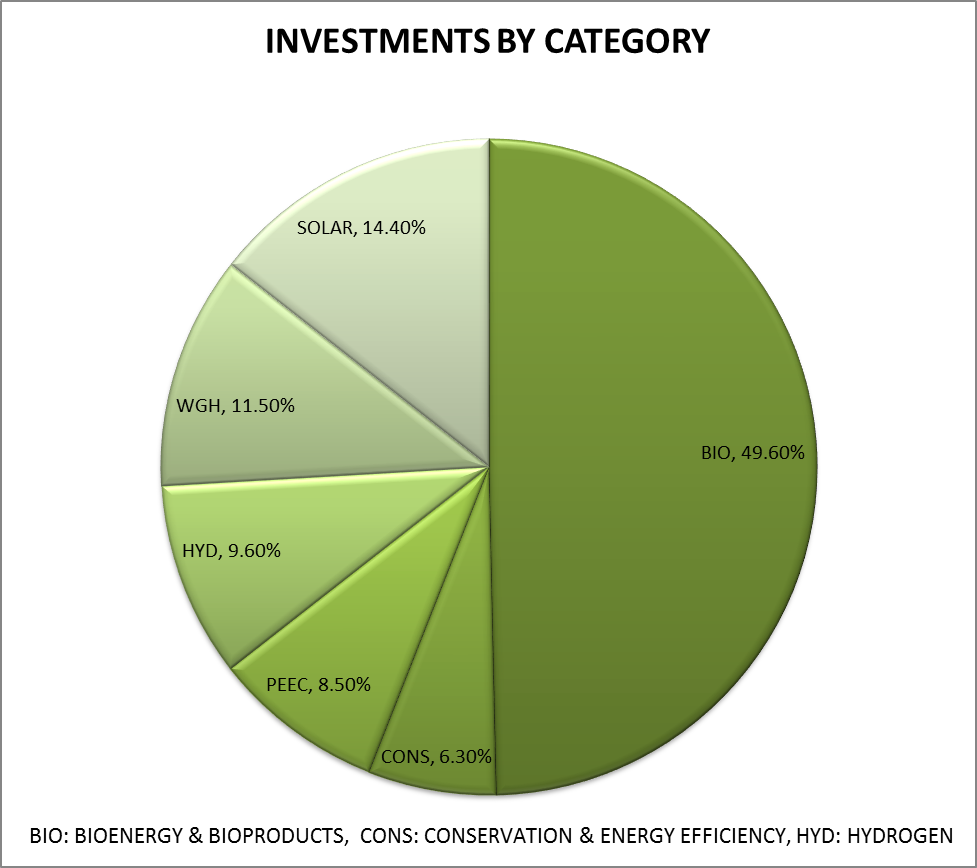 INVESTMENTS BY CATEGORY
SOLAR, 14.40%
WGH, 11.50%
BIO, 49.60%
HYD, 9.60%
PEEC, 8.50%
CONS, 6.30%
BIO: BIOENERGY & BIOPRODUCTS, CONS: CONSERVATION & ENERGY EFFICIENCY, HYD: HYDROGEN